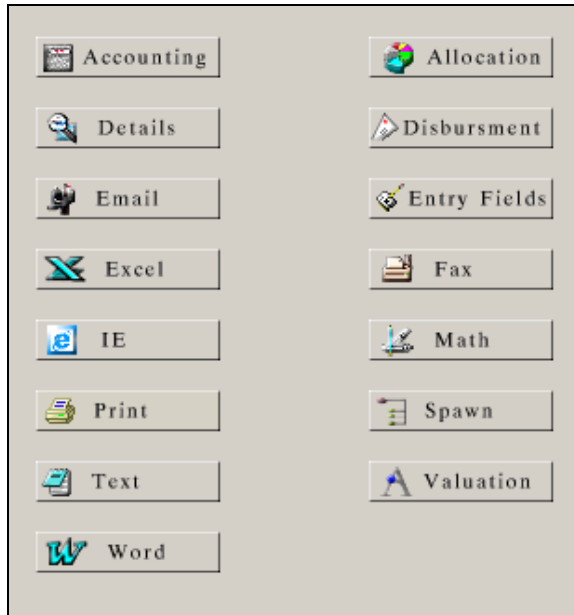 Accounting
Allocation
Details
Disbursment
Email
Entry Fields
Excel
Fax
IE
Math
Print
Spawn
Text
Valuation
Word